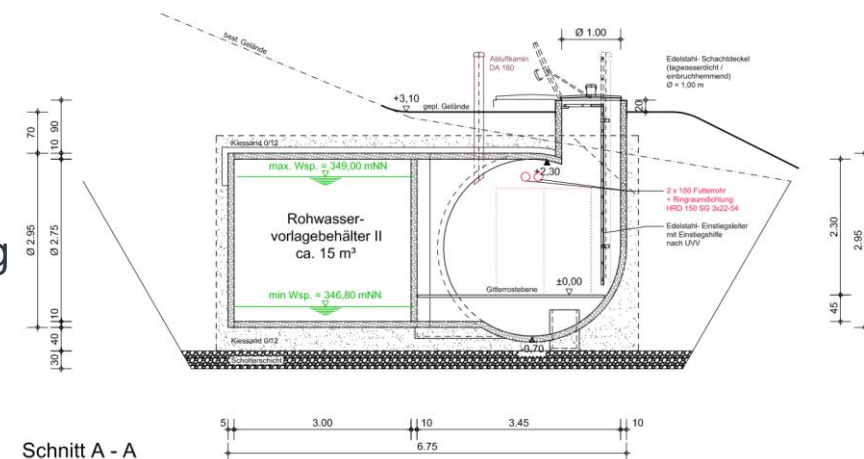 best. Gelände
Ø 1.00
Abluftkamin
DA 160
Edelstahl- Schachtdeckel
(tagwasserdicht /
einbruchhemmend)
Ø = 1,00 m
+3,10
gepl. Gelände
20
70
10 90
Kiessand 0/12
max. Wsp. = 349,00 mNN
+2,30
2 x 150 Futterrohr
+ Ringraumdichtung
HRD 150 SG 3x22-54
Rohwasser-
vorlagebehälter II
ca. 15 m³
Edelstahl- Einstiegsleiter
mit Einstiegshilfe
nach UVV
g
Ø 2.95
Ø 2.75
2.30
2.95
±0,00
Gitterrostebene
min Wsp. = 346,80 mNN
10
45
Kiessand 0/12
-0,70
40
30
Schotterschicht
5
3.00
10
3.45
10
6.75
Schnitt A - A